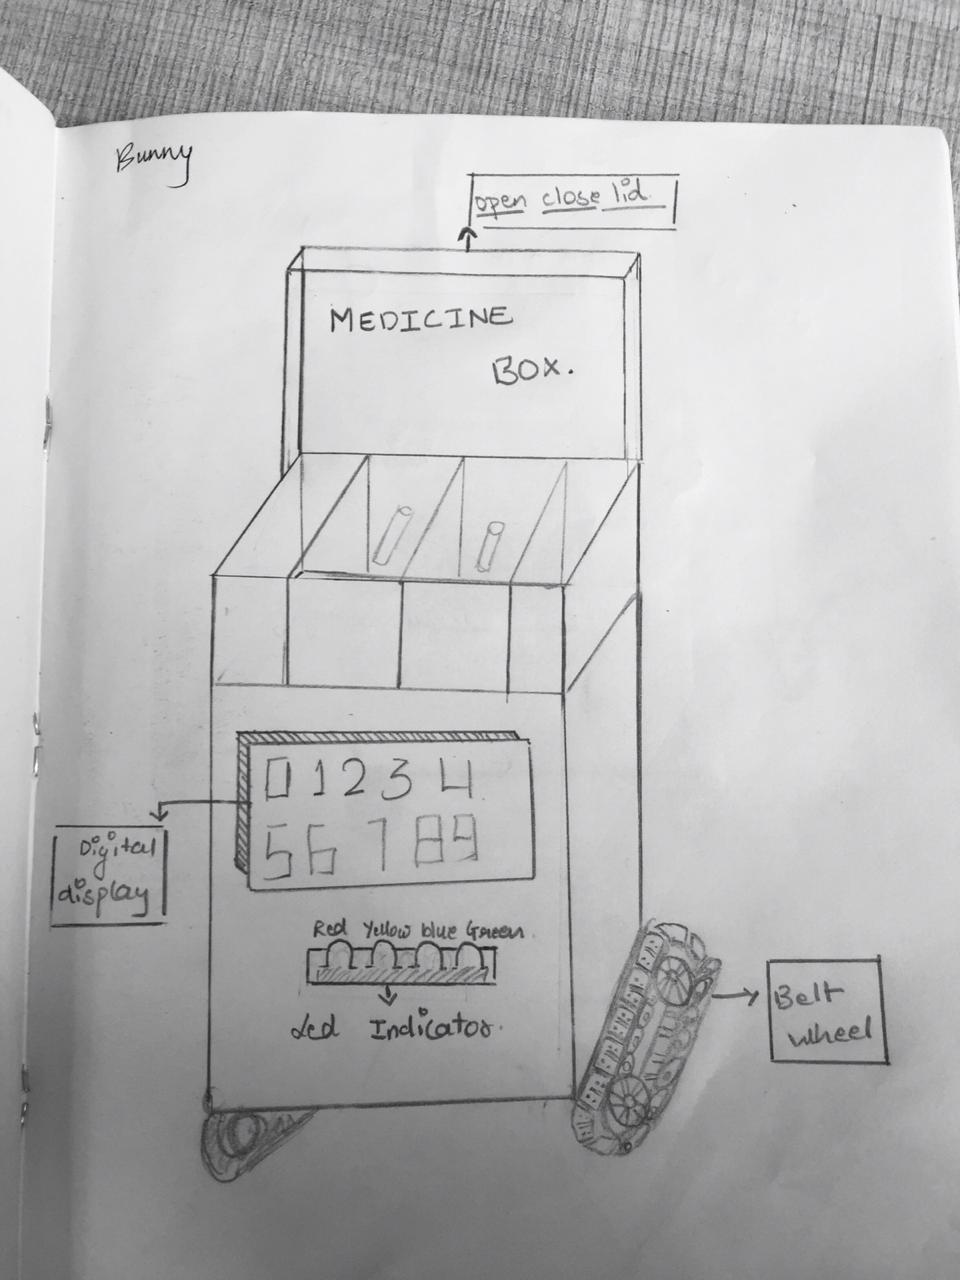 Bunny
open close lid.
MEDICINE
BOX.
0 1 2 3 4
5 6 7 8 9
Digital
display
Red Yellow blue Green.
Led Indicator.
Belt
wheel